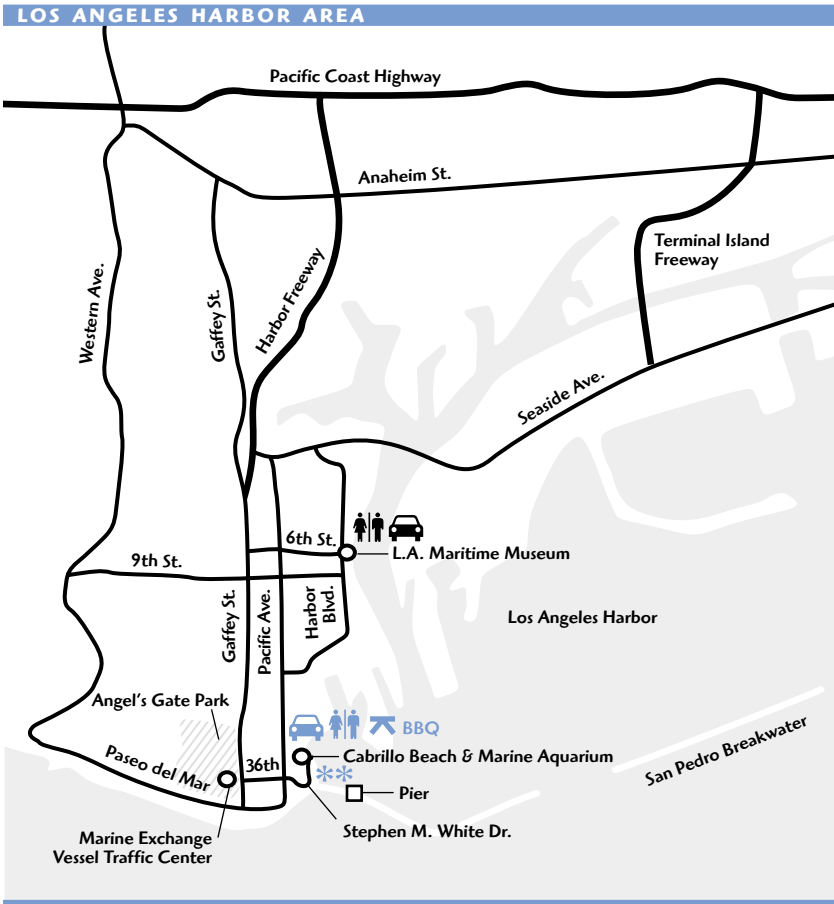 LOS ANGELES HARBOR AREA
Pacific Coast Highway
Anaheim St.
Terminal Island
Freeway
Western Ave.
Gaffey St.
Harbor Freeway
Seaside Ave.
6th St.
L.A. Maritime Museum
9th St.
Gaffey St.
Pacific Ave.
Harbor
Blvd.
Los Angeles Harbor
Angel's Gate Park
BBQ
Paseo del Mar
36th
Cabrillo Beach & Marine Aquarium
**
San Pedro Breakwater
Pier
Stephen M. White Dr.
Marine Exchange
Vessel Traffic Center